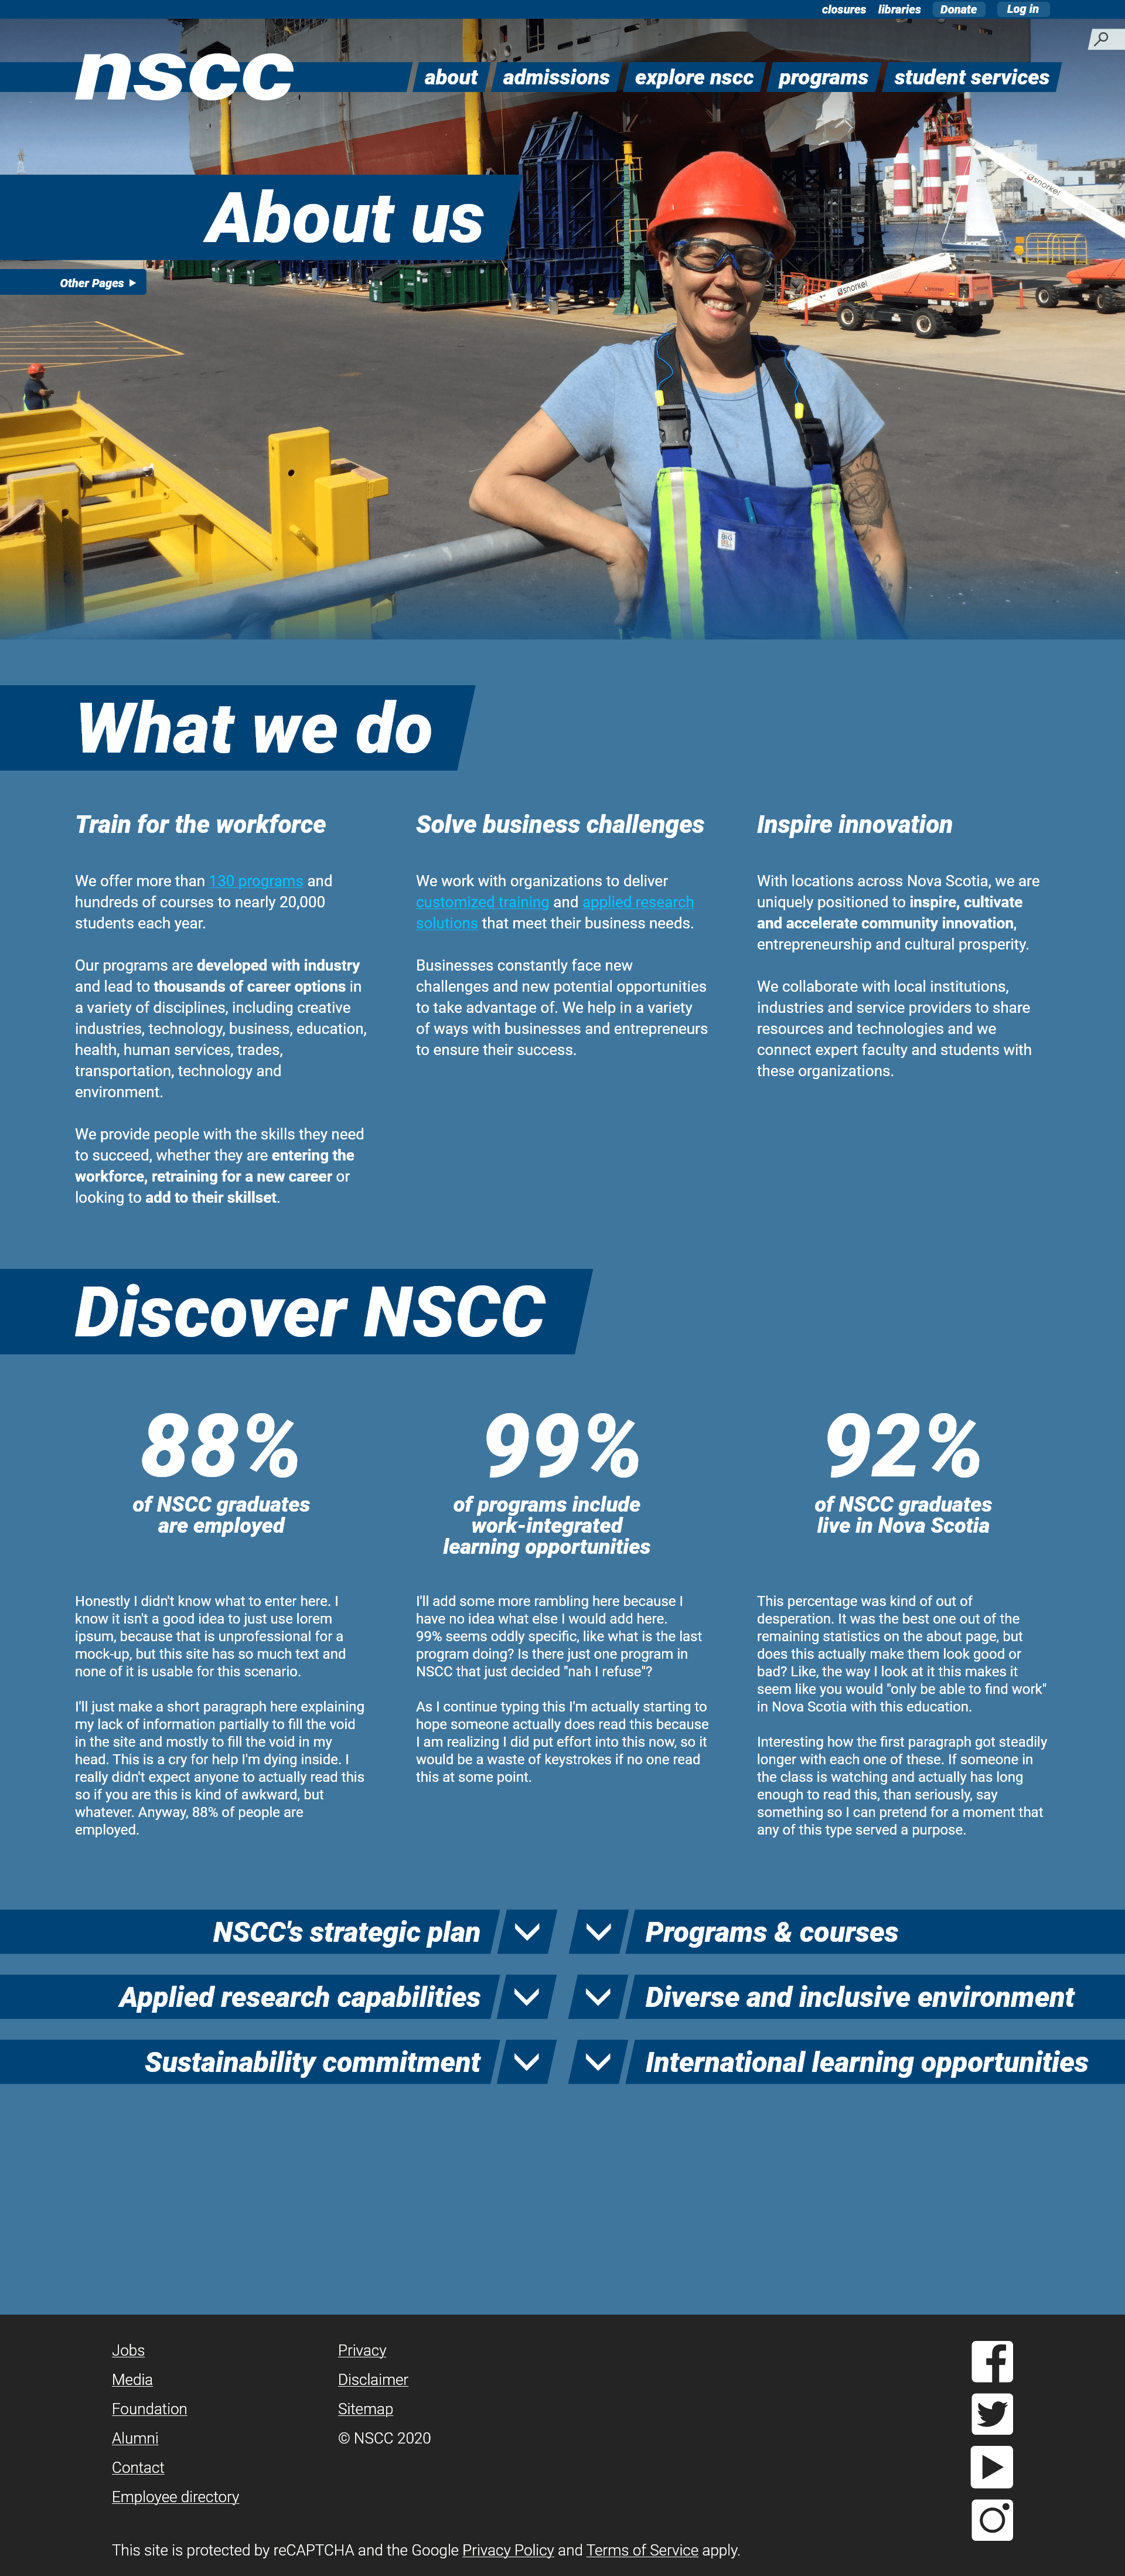 closures libraries Donate Log in
nscc
about admissions explore nscc programs student services
About us
Other Pages
snorkel
snorkel
BIG BILL
What we do
Train for the workforce
We offer more than 130 programs and
hundreds of courses to nearly 20,000
students each year.
Our programs are developed with industry
and lead to thousands of career options in
a variety of disciplines, including creative
industries, technology, business, education,
health, human services, trades,
transportation, technology and
environment.
We provide people with the skills they need
to succeed, whether they are entering the
workforce, retraining for a new career or
looking to add to their skillset.
Solve business challenges
We work with organizations to deliver
customized training and applied research
solutions that meet their business needs.
Businesses constantly face new
challenges and new potential opportunities
to take advantage of. We help in a variety
of ways with businesses and entrepreneurs
to ensure their success.
Inspire innovation
With locations across Nova Scotia, we are
uniquely positioned to inspire, cultivate
and accelerate community innovation,
entrepreneurship and cultural prosperity.
We collaborate with local institutions,
industries and service providers to share
resources and technologies and we
connect expert faculty and students with
these organizations.
Discover NSCC
88%
of NSCC graduates
are employed
Honestly I didn't know what to enter here. I
know it isn't a good idea to just use lorem
ipsum, because that is unprofessional for a
mock-up, but this site has so much text and
none of it is usable for this scenario.
I'll just make a short paragraph here explaining
my lack of information partially to fill the void
in the site and mostly to fill the void in my
head. This is a cry for help I'm dying inside. I
really didn't expect anyone to actually read this
so if you are this is kind of awkward, but
whatever. Anyway, 88% of people are
employed.
99%
of programs include
work-integrated
learning opportunities
I'll add some more rambling here because I
have no idea what else I would add here.
99% seems oddly specific, like what is the last
program doing? Is there just one program in
NSCC that just decided "nah I refuse"?
As I continue typing this I'm actually starting to
hope someone actually does read this because
I am realizing I did put effort into this now, so it
would be a waste of keystrokes if no one read
this at some point.
92%
of NSCC graduates
live in Nova Scotia
This percentage was kind of out of
desperation. It was the best one out of the
remaining statistics on the about page, but
does this actually make them look good or
bad? Like, the way I look at it this makes it
seem like you would "only be able to find work"
in Nova Scotia with this education.
Interesting how the first paragraph got steadily
longer with each one of these. If someone in
the class is watching and actually has long
enough to read this, than seriously, say
something so I can pretend for a moment that
any of this type served a purpose.
NSCC's strategic plan
Programs & courses
Applied research capabilities
Diverse and inclusive environment
Sustainability commitment
International learning opportunities
Jobs
Media
Foundation
Alumni
Contact
Employee directory
Privacy
Disclaimer
Sitemap
© NSCC 2020
This site is protected by reCAPTCHA and the Google Privacy Policy and Terms of Service apply.